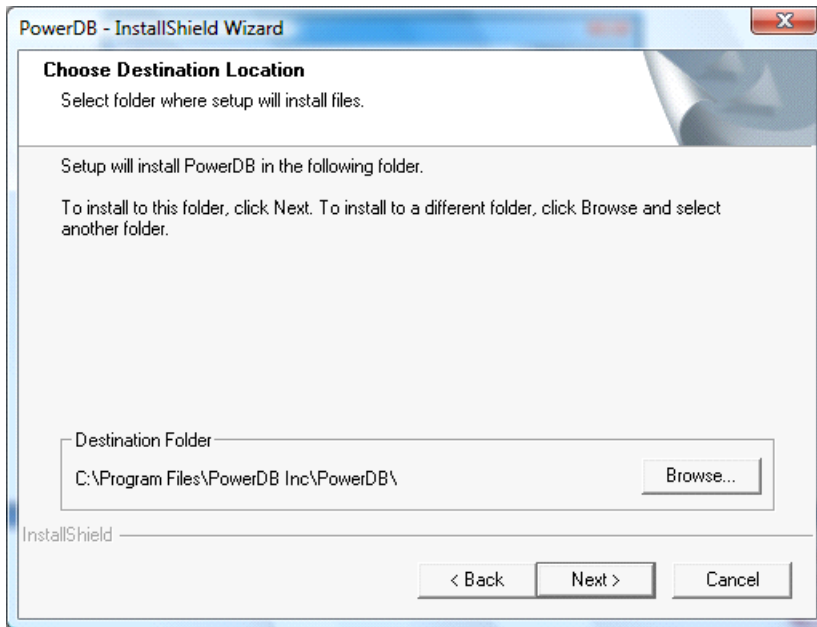 PowerDB - InstallShield Wizard
Choose Destination Location
Select folder where setup will install files.
Setup will install PowerDB in the following folder.
To install to this folder, click Next. To install to a different folder, click Browse and select
another folder.
Destination Folder
C:\Program Files\PowerDB Inc\PowerDB\
Browse...
InstallShield
< Back
Next >
Cancel